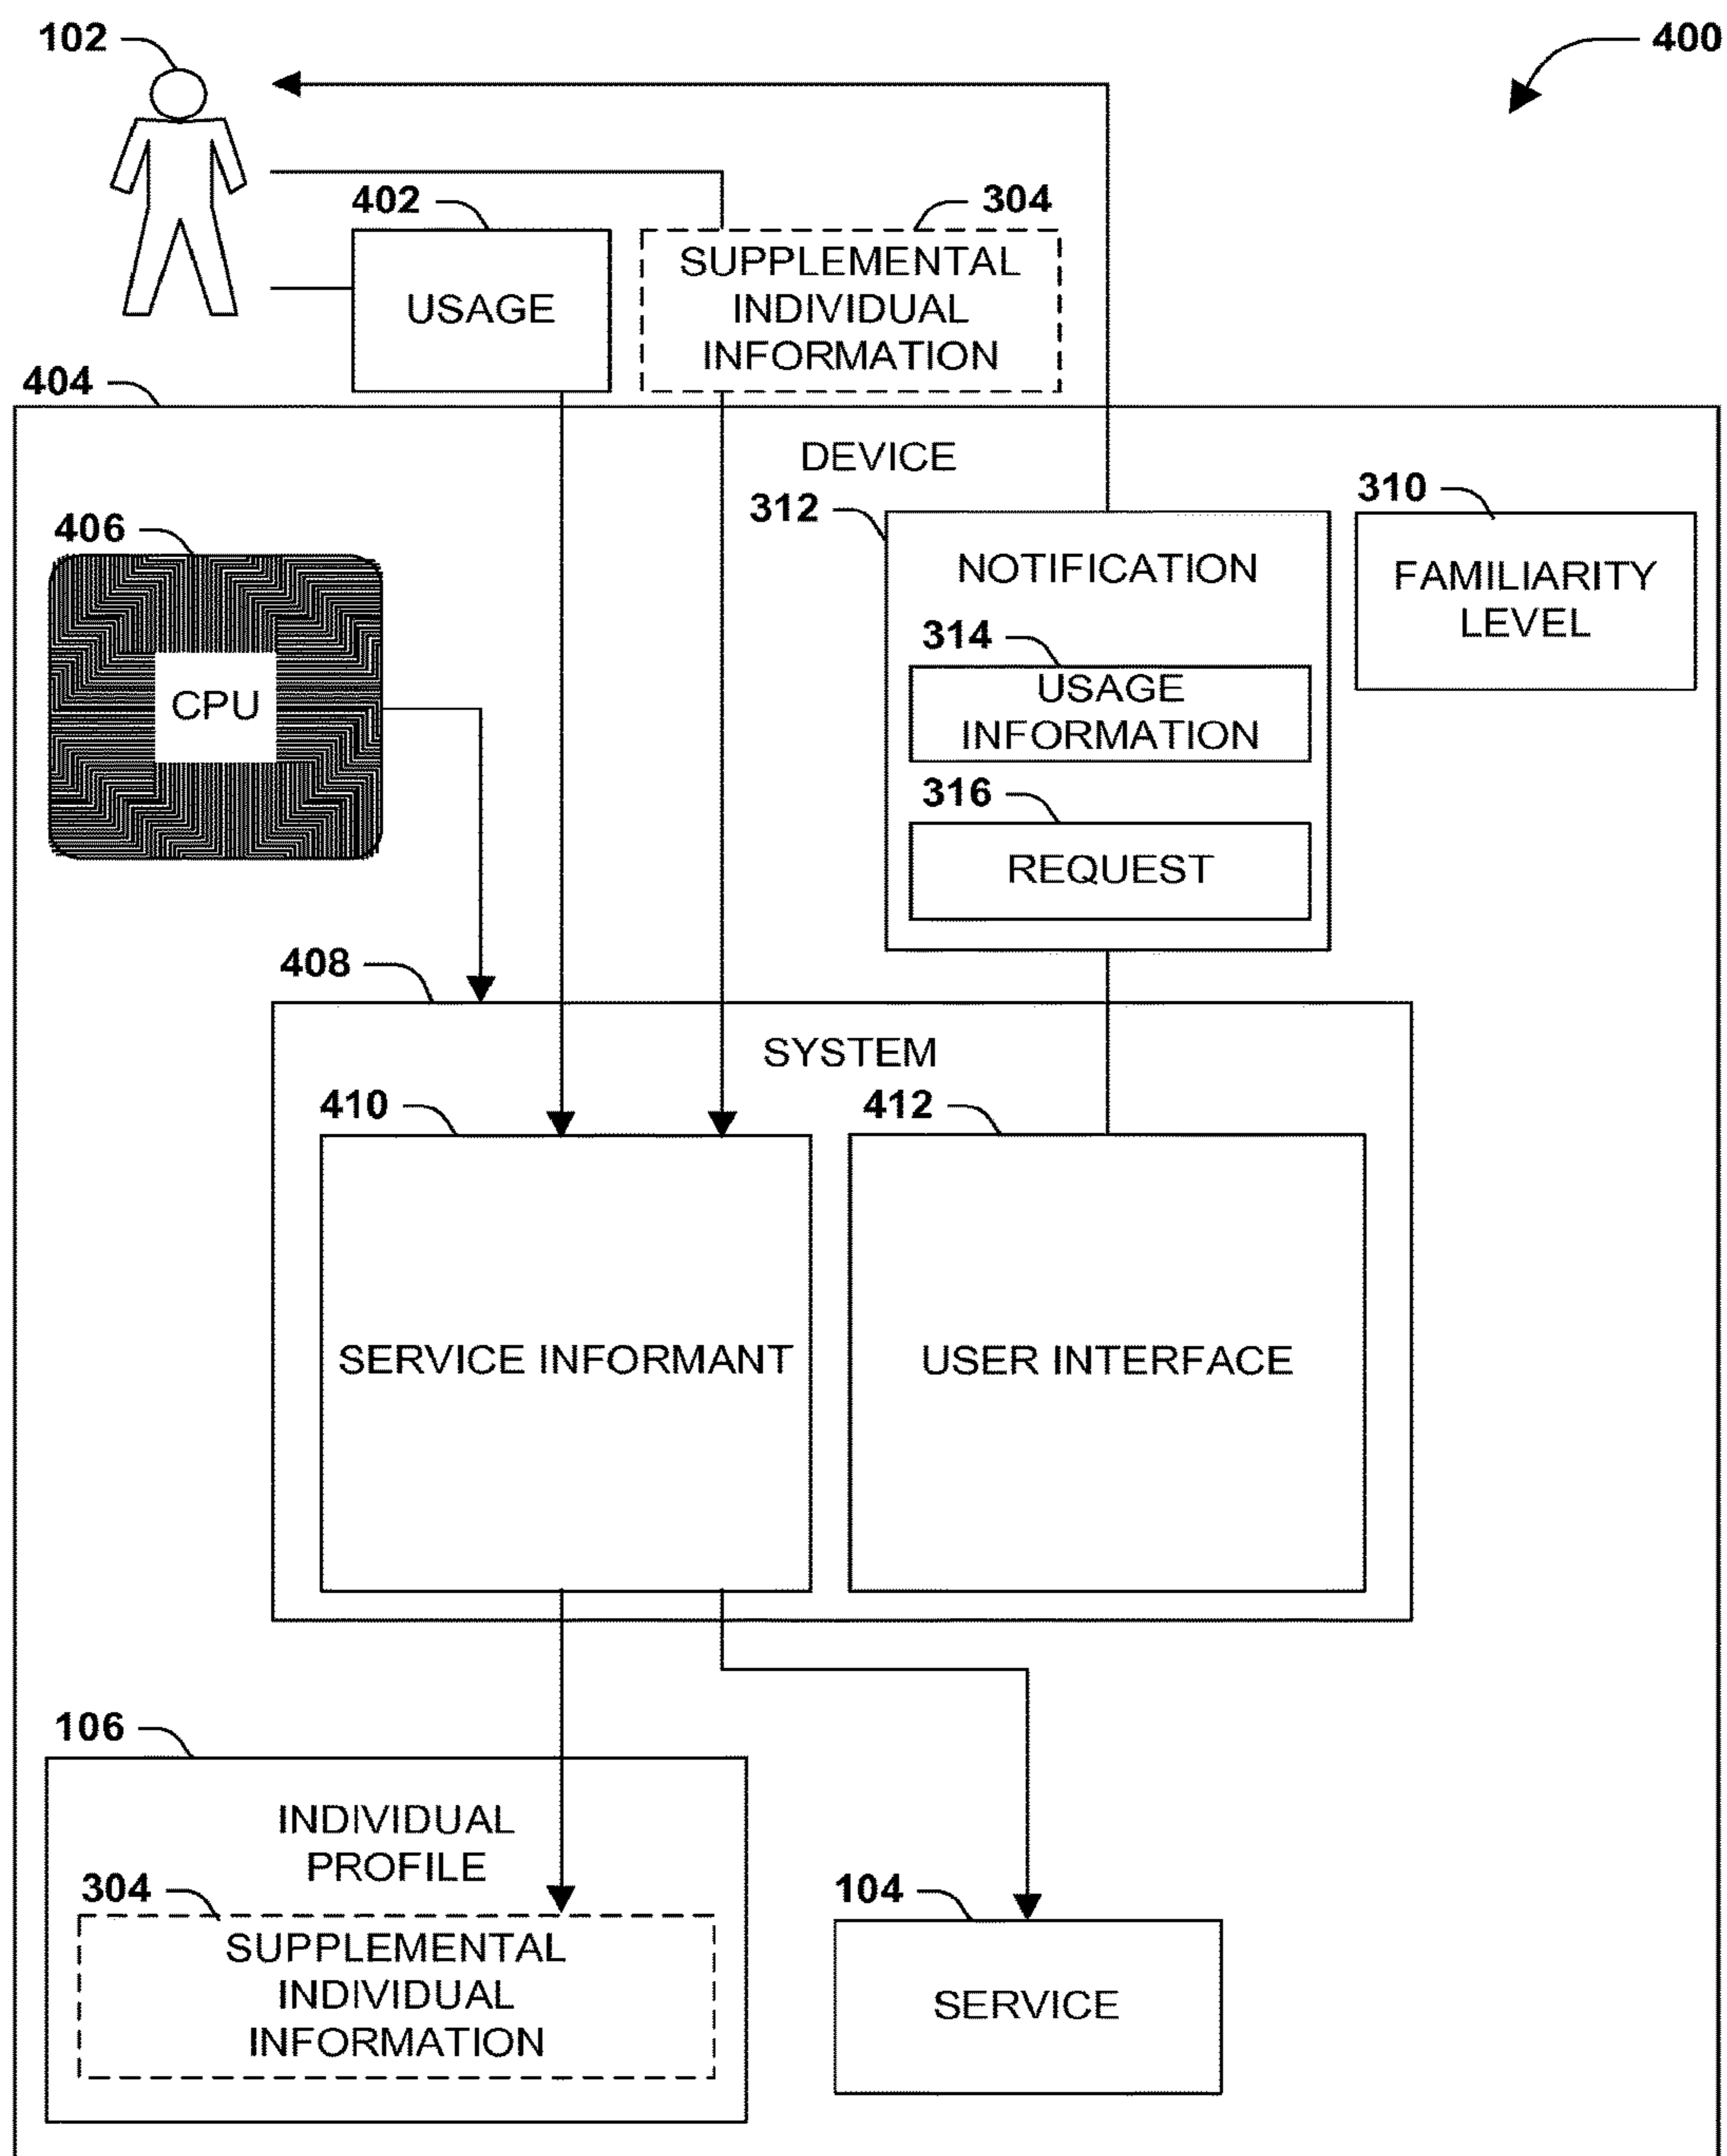 102
400
402
304
USAGE
SUPPLEMENTAL
INDIVIDUAL
INFORMATION
404
DEVICE
406
CPU
312
NOTIFICATION
314
USAGE
INFORMATION
316
REQUEST
310
FAMILIARITY
LEVEL
408
SYSTEM
410
SERVICE INFORMANT
412
USER INTERFACE
106
INDIVIDUAL
PROFILE
304
SUPPLEMENTAL
INDIVIDUAL
INFORMATION
104
SERVICE